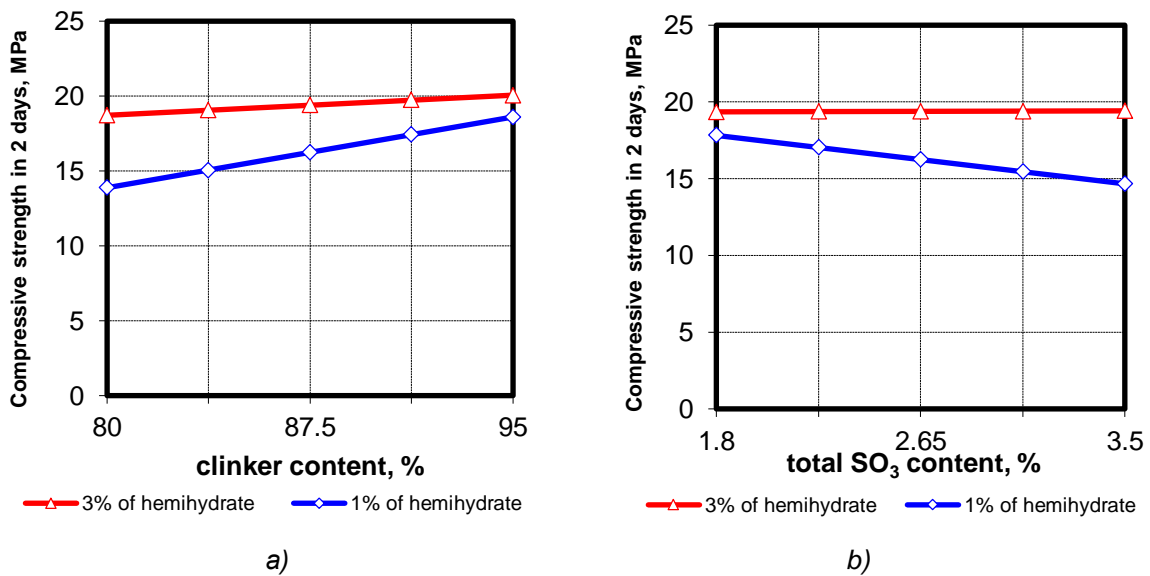 Compressive strength in 2 days, MPa
25
20
15
10
5
0
80 87.5 95
clinker content, %
3% of hemihydrate 1% of hemihydrate
a)
Compressive strength in 2 days, MPa
25
20
15
10
5
0
1.8 2.65 3.5
total SO₃ content, %
3% of hemihydrate 1% of hemihydrate
b)